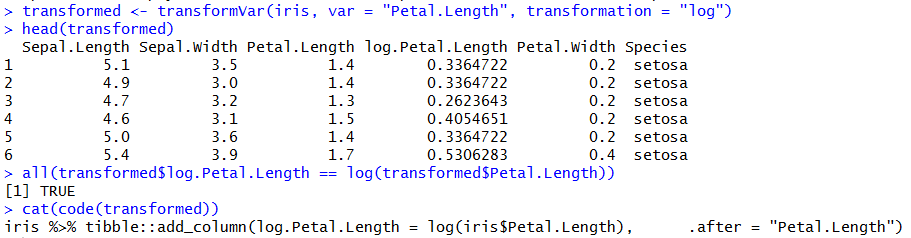 > transformed <- transformVar(iris, var = "Petal.Length", transformation = "log")
> head(transformed)
  Sepal.Length Sepal.Width Petal.Length log.Petal.Length Petal.Width Species
1          5.1         3.5          1.4        0.3364722         0.2  setosa
2          4.9         3.0          1.4        0.3364722         0.2  setosa
3          4.7         3.2          1.3        0.2623643         0.2  setosa
4          4.6         3.1          1.5        0.4054651         0.2  setosa
5          5.0         3.6          1.4        0.3364722         0.2  setosa
6          5.4         3.9          1.7        0.5306283         0.4  setosa
> all(transformed$log.Petal.Length == log(transformed$Petal.Length))
[1] TRUE
> cat(code(transformed))
iris %>% tibble::add_column(log.Petal.Length = log(iris$Petal.Length),     .after = "Petal.Length")